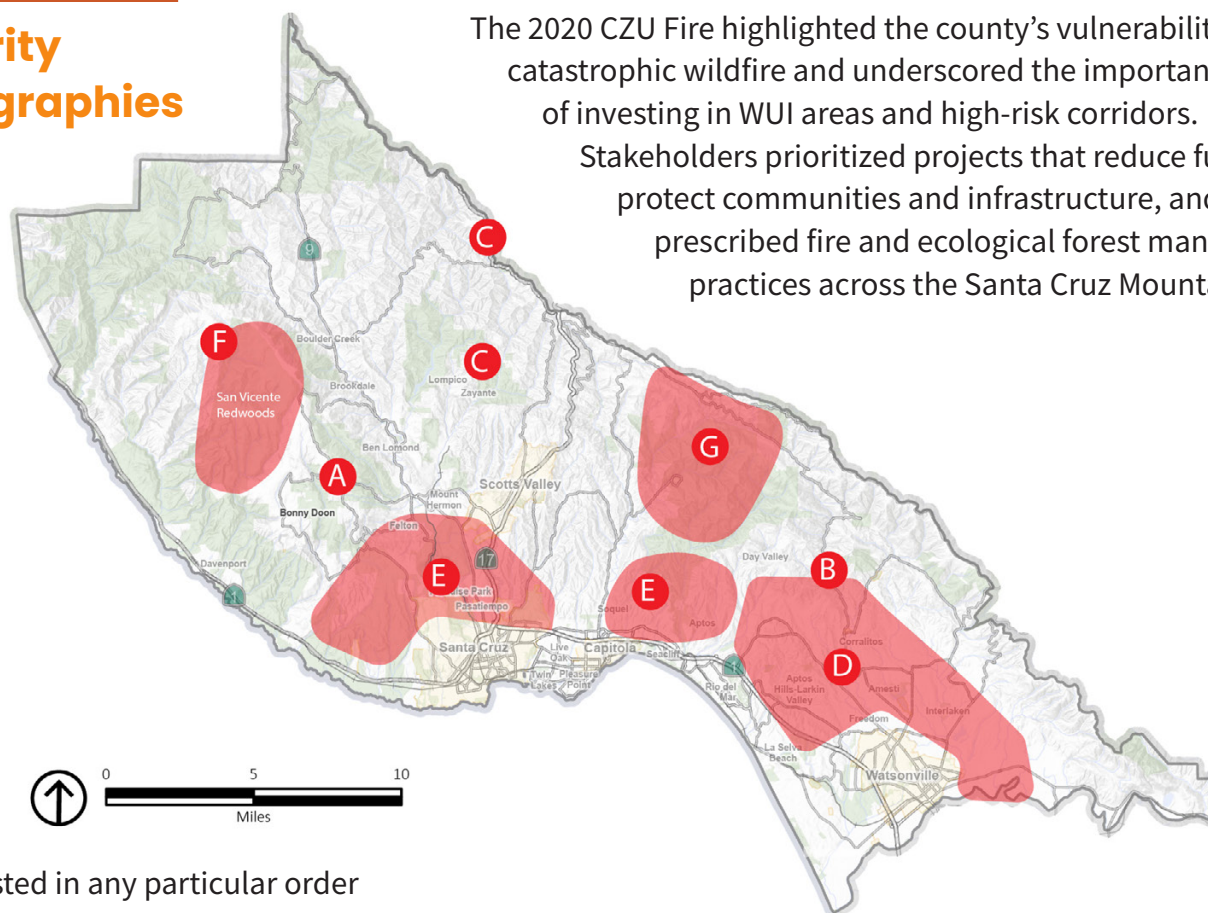 rity
graphies
The 2020 CZU Fire highlighted the county’s vulnerabilit
catastrophic wildfire and underscored the importan
of investing in WUI areas and high-risk corridors.
Stakeholders prioritized projects that reduce fu
protect communities and infrastructure, and
prescribed fire and ecological forest man
practices across the Santa Cruz Mounta
C
9
F
Boulder Creek
C
San Vicente
Redwoods
Brookdale
Lompico
Zayante
G
Ben Lomond
A
Scotts Valley
Mount
Hermon
Bonny Doon
Felton
17
Day Valley
Davenport
B
E
ise Park
E
1
Pasatiempo
Soquel
Aptos
Corralitos
Santa Cruz
Live
Oak
Capitola
Seacliff
1
D
Twin
Lakes
Pleasure
Point
Rio del
Mar
Aptos
Hills-Larkin
Valley
Amesti
Interlaken
Freedom
La Selva
Beach
Watsonville
0 5 10
Miles
sted in any particular order